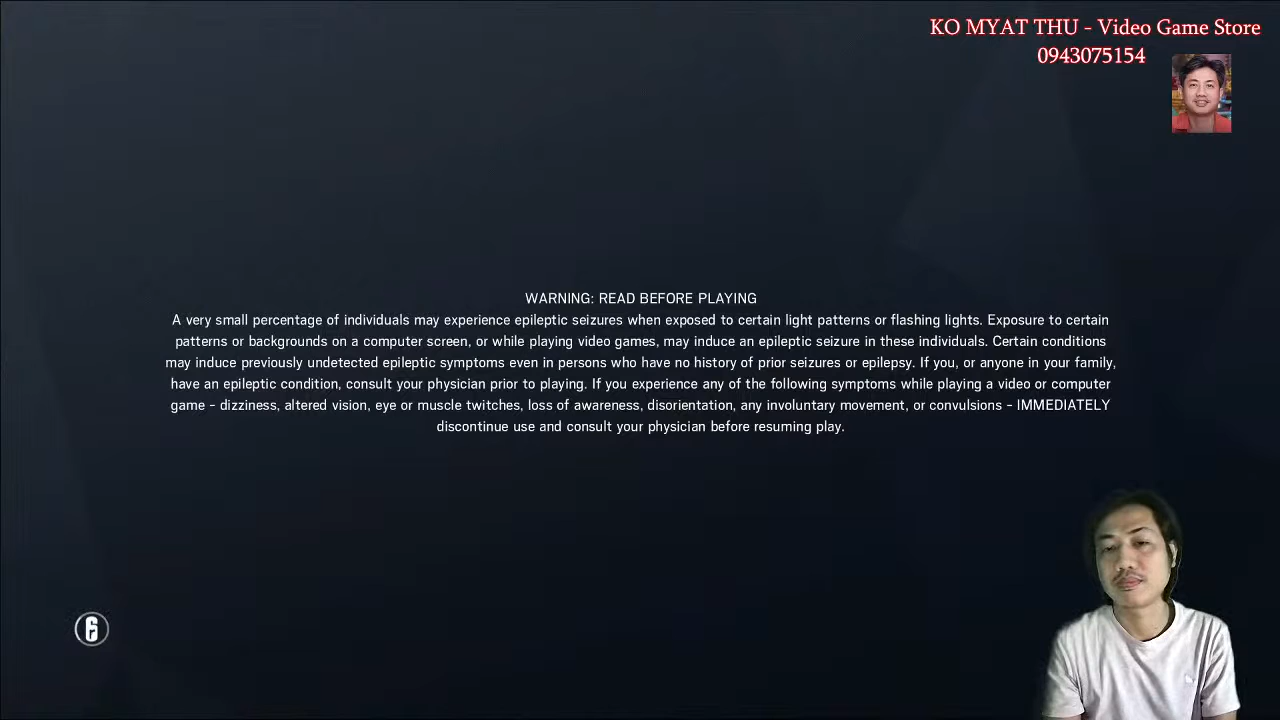 KO MYAT THU - Video Game Store
0943075154
WARNING: READ BEFORE PLAYING
A very small percentage of individuals may experience epileptic seizures when exposed to certain light patterns or flashing lights. Exposure to certain
patterns or backgrounds on a computer screen, or while playing video games, may induce an epileptic seizure in these individuals. Certain conditions
may induce previously undetected epileptic symptoms even in persons who have no history of prior seizures or epilepsy. If you, or anyone in your family,
have an epileptic condition, consult your physician prior to playing. If you experience any of the following symptoms while playing a video or computer
game - dizziness, altered vision, eye or muscle twitches, loss of awareness, disorientation, any involuntary movement, or convulsions - IMMEDIATELY
discontinue use and consult your physician before resuming play.
6